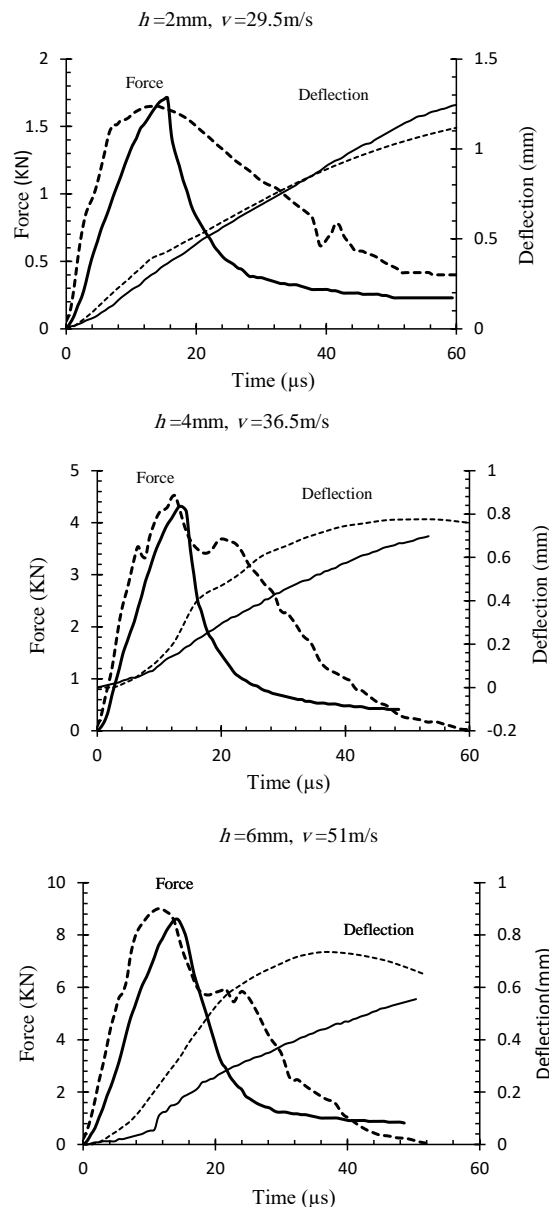 h=2mm, v=29.5m/s
Force
Deflection
2
1.5
1
0.5
0
1.5
1
0.5
0
0 20 40 60
Force (KN)
Deflection (mm)
Time (µs)
h=4mm, v=36.5m/s
Force
Deflection
5
4
3
2
1
0
1
0.8
0.6
0.4
0.2
0
-0.2
0 20 40 60
Force (KN)
Deflection (mm)
Time (µs)
h=6mm, v=51m/s
Force
Deflection
10
8
6
4
2
0
1
0.8
0.6
0.4
0.2
0
0 20 40 60
Force (KN)
Deflection(mm)
Time (µs)